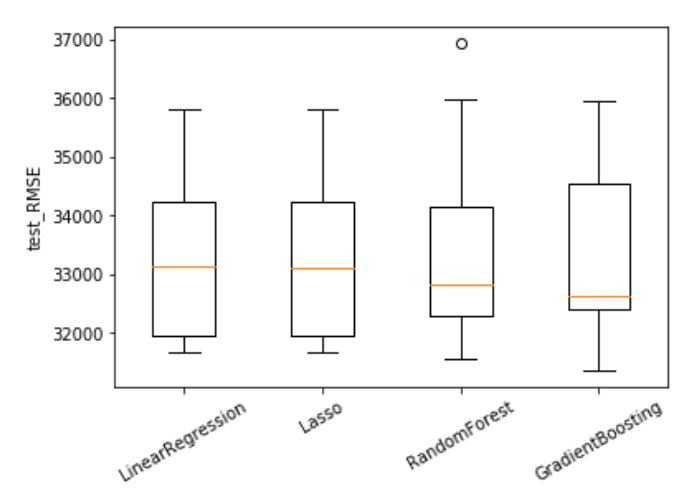 37000
36000
35000
34000
33000
32000
test_RMSE
LinearRegression
Lasso
RandomForest
GradientBoosting